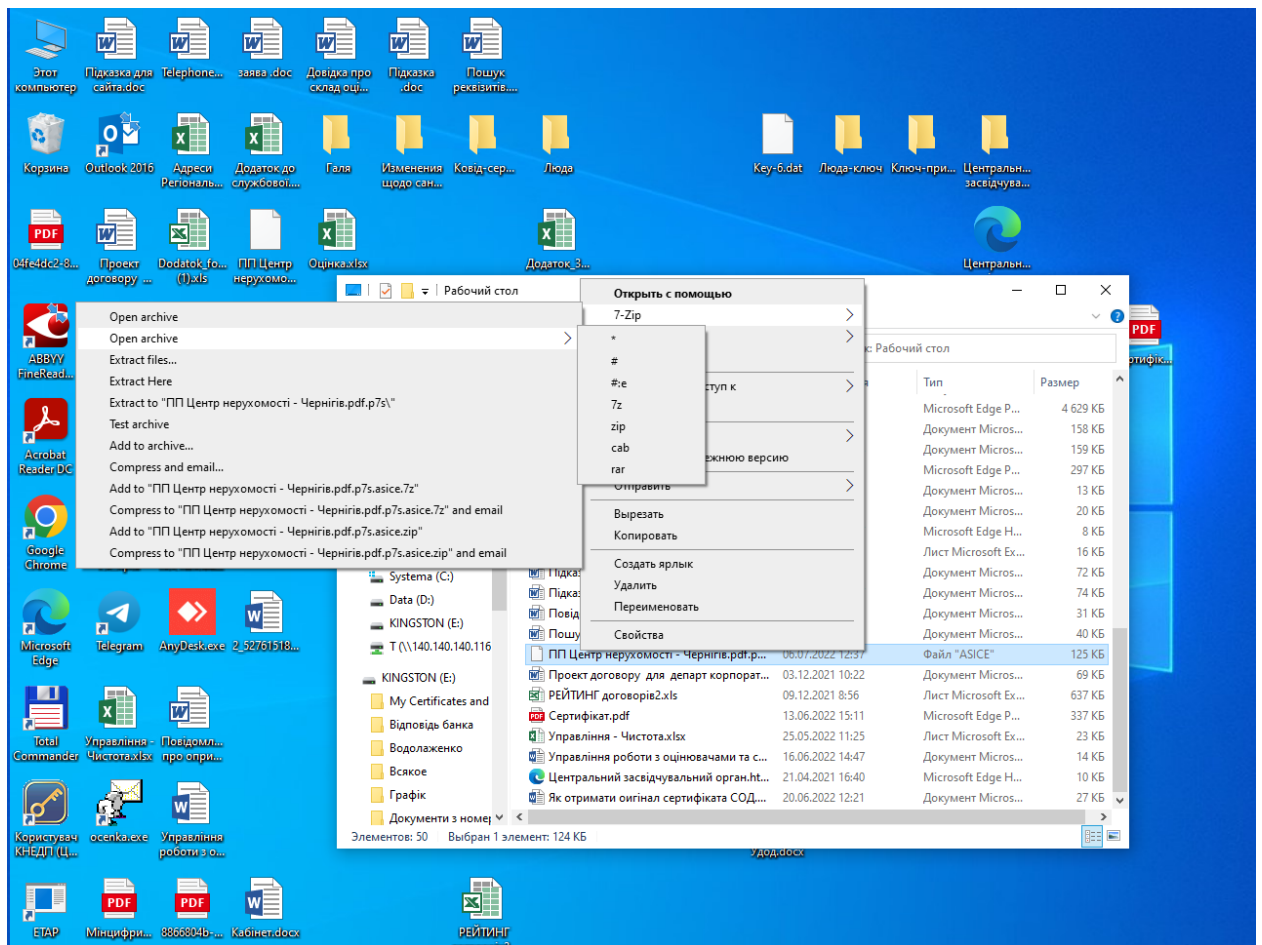 Этот
компьютер
Підказка для
сайта.doc
Telephone...
заява .doc
Довідка про
склад оці...
Підказка
.doc
Пошук
реквізитів....
Корзина
Outlook 2016
Адреси
Регіональ...
Додаток до
службової....
Галя
Изменения
щодо сан...
Ковід-сер...
Люда
Key-6.dat
Люда-ключ
Ключ-при...
Центральн...
засвідчува...
04fe4dc2-8...
Проект
договору ...
Dodatok_fo...
(1).xls
ПП Центр
нерухомо...
Оцінка.xlsx
Додаток_3...
Центральн...
Рабочий стол
Открыть с помощью
7-Zip
ступ к
ежнюю версию
Отправить
Вырезать
Копировать
Создать ярлык
Удалить
Переименовать
Свойства
Open archive
Open archive
Extract files...
Extract Here
Extract to "ПП Центр нерухомості - Чернігів.pdf.p7s\"
Test archive
Add to archive...
Compress and email...
Add to "ПП Центр нерухомості - Чернігів.pdf.p7s.asice.7z"
Compress to "ПП Центр нерухомості - Чернігів.pdf.p7s.asice.7z" and email
Add to "ПП Центр нерухомості - Чернігів.pdf.p7s.asice.zip"
Compress to "ПП Центр нерухомості - Чернігів.pdf.p7s.asice.zip" and email
*
#
#:e
7z
zip
cab
rar
к: Рабочий стол
Тип Размер
Microsoft Edge P... 4 629 КБ
Документ Micros... 158 КБ
Документ Micros... 159 КБ
Microsoft Edge P... 297 КБ
Документ Micros... 13 КБ
Документ Micros... 20 КБ
Microsoft Edge H... 8 КБ
Лист Microsoft Ex... 16 КБ
Підка Документ Micros... 72 КБ
Підка Документ Micros... 74 КБ
Повід Документ Micros... 31 КБ
Пошу Документ Micros... 40 КБ
ПП Центр нерухомості - Чернігів.pdf.p... 06.07.2022 12:37 Файл "ASICE" 125 КБ
Проект договору для департ корпорат... 03.12.2021 10:22 Документ Micros... 69 КБ
РЕЙТИНГ договорів2.xls 09.12.2021 8:56 Лист Microsoft Ex... 637 КБ
Сертифікат.pdf 13.06.2022 15:11 Microsoft Edge P... 337 КБ
Управління - Чистота.xlsx 25.05.2022 11:25 Лист Microsoft Ex... 23 КБ
Управління роботи з оцінювачами та с... 16.06.2022 14:47 Документ Micros... 14 КБ
Центральний засвідчувальний орган.ht... 21.04.2021 16:40 Microsoft Edge H... 10 КБ
Як отримати оигінал сертифіката СОД.... 20.06.2022 12:21 Документ Micros... 27 КБ
Systema (C:)
Data (D:)
KINGSTON (E:)
T (\\140.140.140.116
KINGSTON (E:)
My Certificates and
Відповідь банка
Водолаженко
Всякое
Графік
Документи з номер
Элементов: 50 Выбран 1 элемент: 124 КБ
ABBYY
FineRead...
Acrobat
Reader DC
Google
Chrome
Microsoft
Edge
Telegram
AnyDesk.exe
2_52761518...
Total
Commander
Управління -
Чистота.xlsx
Повідомл...
про опри...
Користувач
КНЕДП (Ц...
ocenka.exe
Управління
роботи з о...
Удод.docx
ЕТАР
Мінцифри...
8866804b-...
Кабінет.docx
РЕЙТИНГ
PDF
PDF
PDF
PDF
PDF